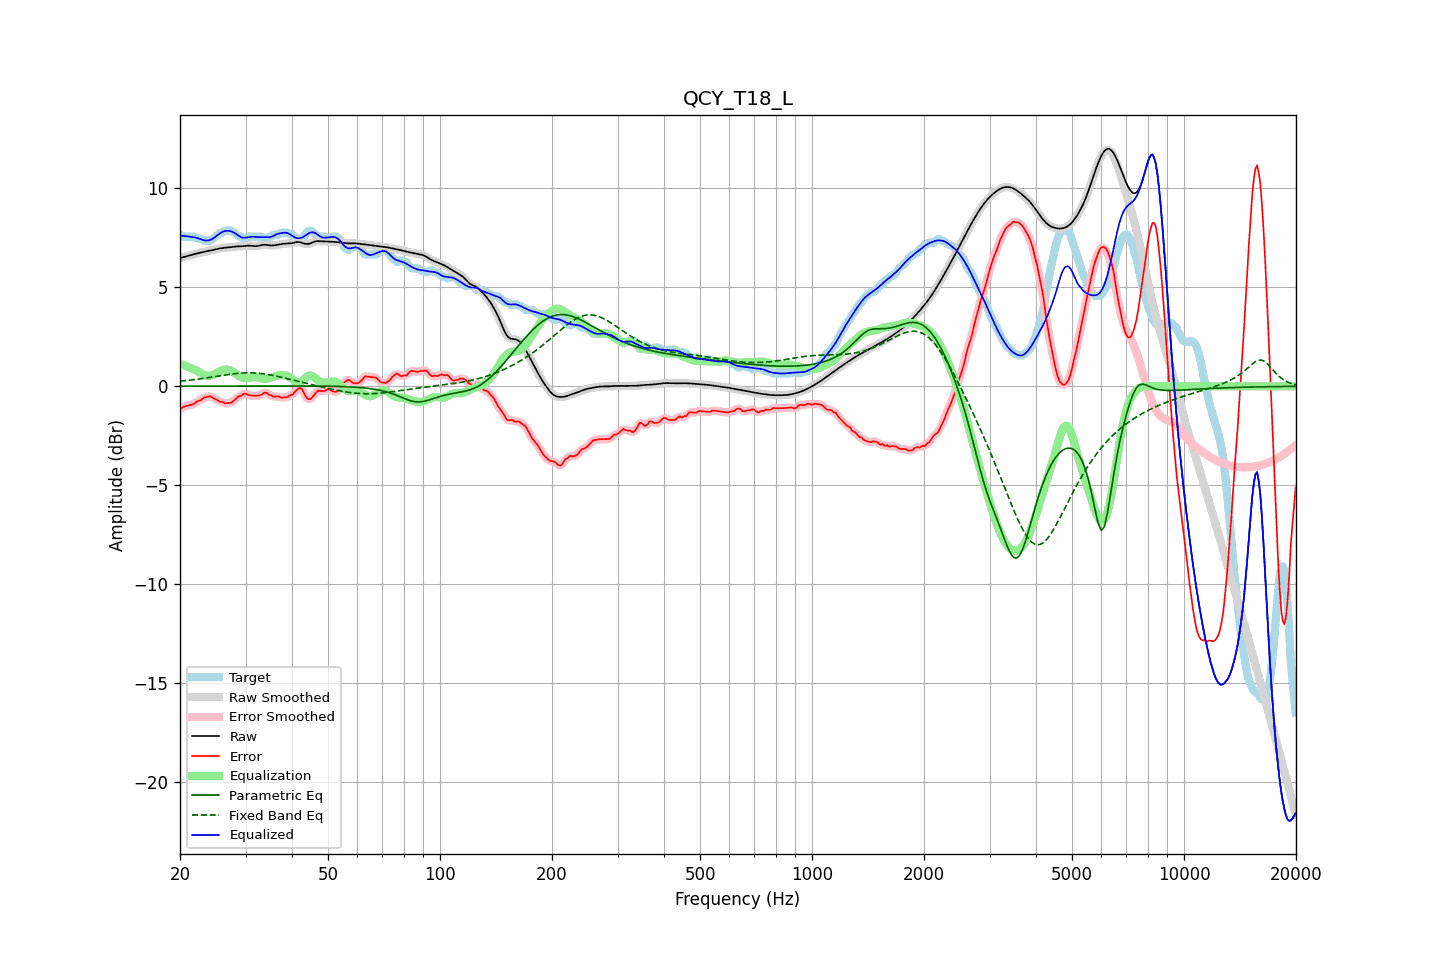 QCY_T18_L
Amplitude (dBr)
10
5
0
−5
−10
−15
−20
Target
Raw Smoothed
Error Smoothed
Raw
Error
Equalization
Parametric Eq
Fixed Band Eq
Equalized
20 50 100 200 500 1000 2000 5000 10000 20000
Frequency (Hz)